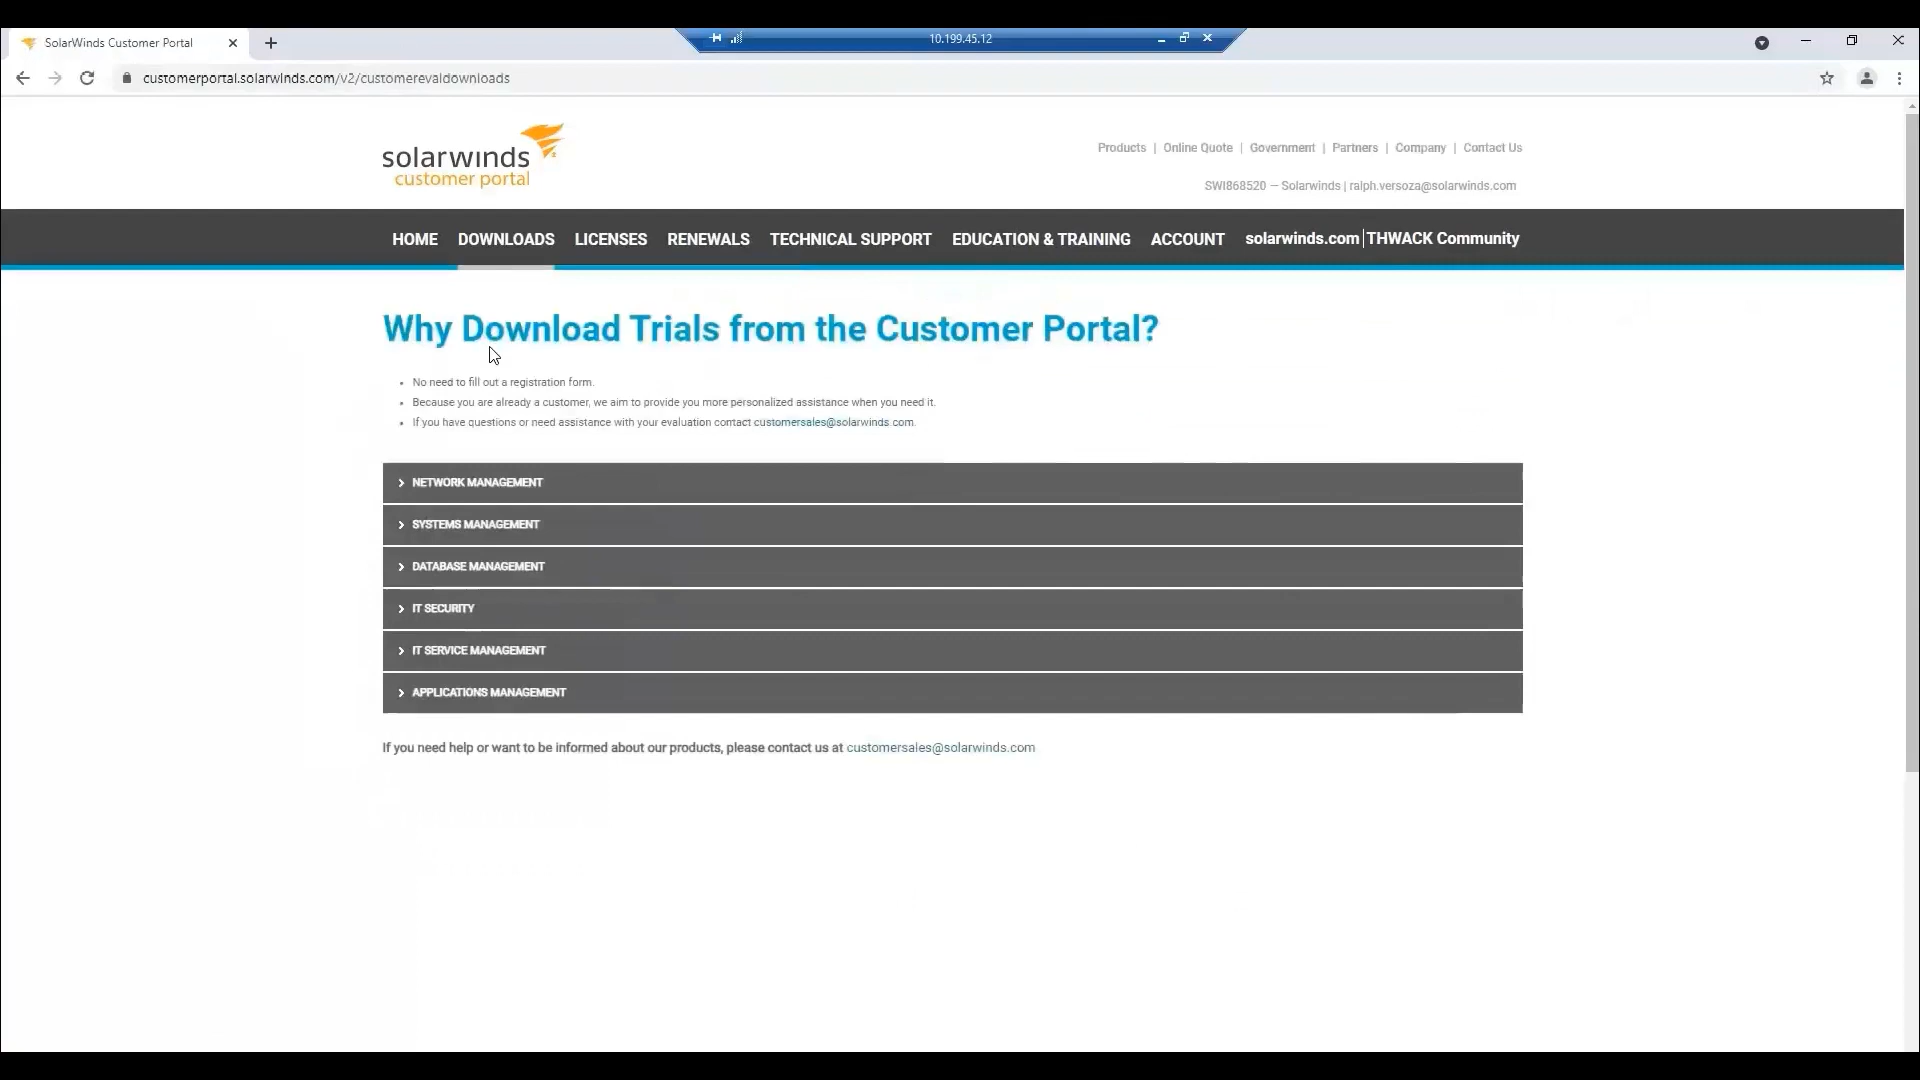 SolarWinds Customer Portal
10.199.45.12
customerportal.solarwinds.com/v2/customerevaldownloads
solarwinds
customer portal
Products | Online Quote | Government | Partners | Company | Contact Us
SWI868520 — Solarwinds | ralph.versoza@solarwinds.com
HOME DOWNLOADS LICENSES RENEWALS TECHNICAL SUPPORT EDUCATION & TRAINING ACCOUNT solarwinds.com | THWACK Community
Why Download Trials from the Customer Portal?
• No need to fill out a registration form.
• Because you are already a customer, we aim to provide you more personalized assistance when you need it.
• If you have questions or need assistance with your evaluation contact customersales@solarwinds.com.
NETWORK MANAGEMENT
SYSTEMS MANAGEMENT
DATABASE MANAGEMENT
IT SECURITY
IT SERVICE MANAGEMENT
APPLICATIONS MANAGEMENT
If you need help or want to be informed about our products, please contact us at customersales@solarwinds.com